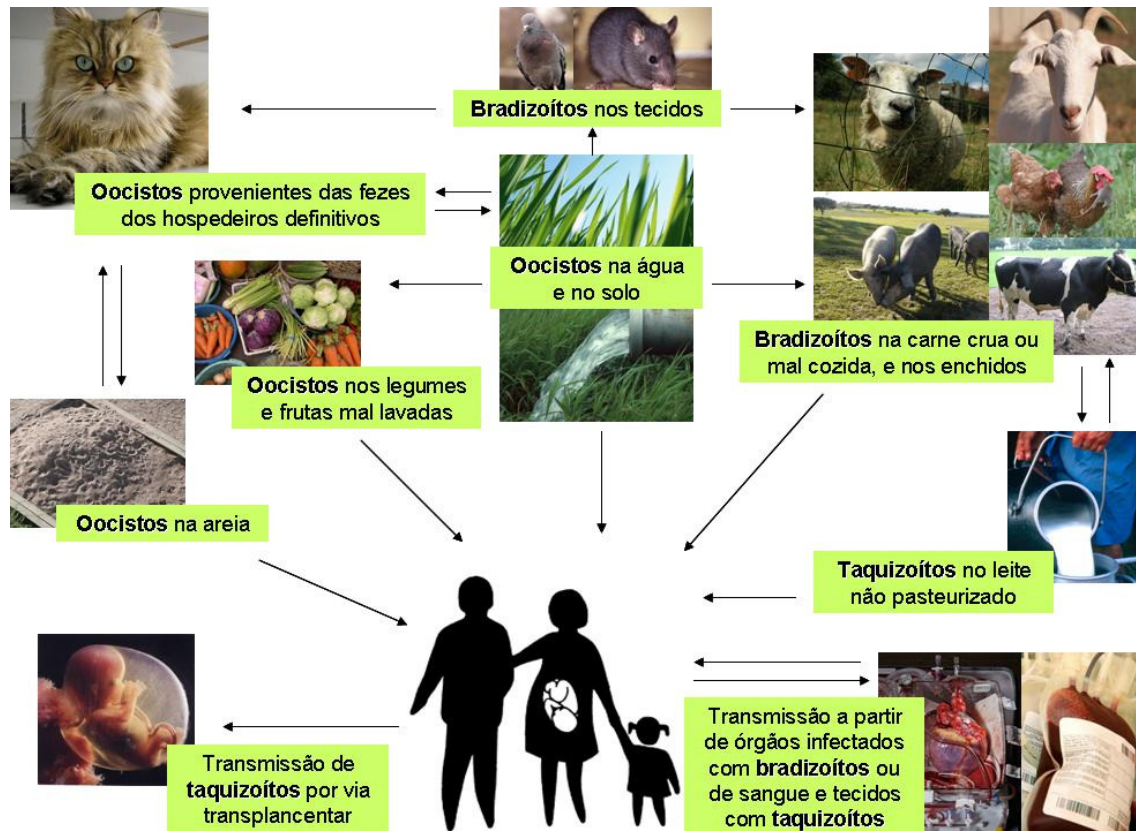 Bradizoítos nos tecidos
Oocistos provenientes das fezes
dos hospedeiros definitivos
Oocistos na água
e no solo
Bradizoítos na carne crua ou
mal cozida, e nos enchidos
Oocistos nos legumes
e frutas mal lavadas
Oocistos na areia
Taquizoítos no leite
não pasteurizado
Transmissão de
taquizoítos por via
transplancentar
Transmissão a partir
de órgãos infectados
com bradizoítos ou
de sangue e tecidos
com taquizoítos